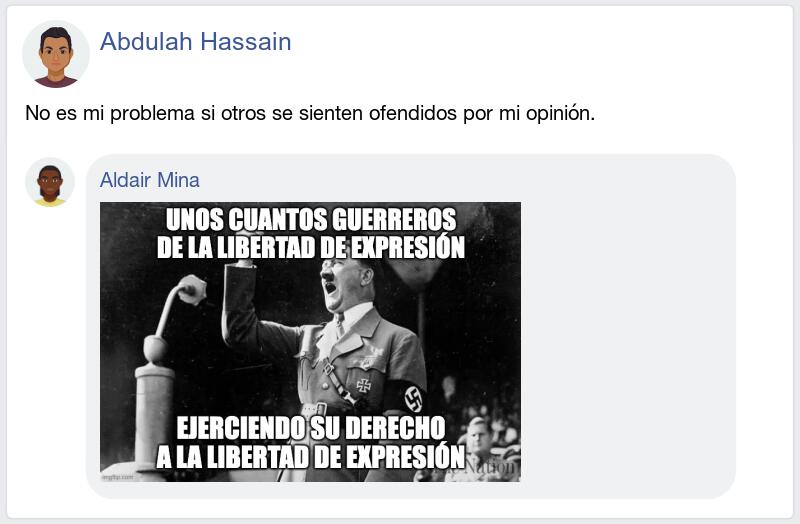 Abdulah Hassain
No es mi problema si otros se sienten ofendidos por mi opinión.
Aldair Mina
UNOS CUANTOS GUERREROS
DE LA LIBERTAD DE EXPRESIÓN
EJERCIENDO SU DERECHO
A LA LIBERTAD DE EXPRESIÓN
Nation
imgflip.com